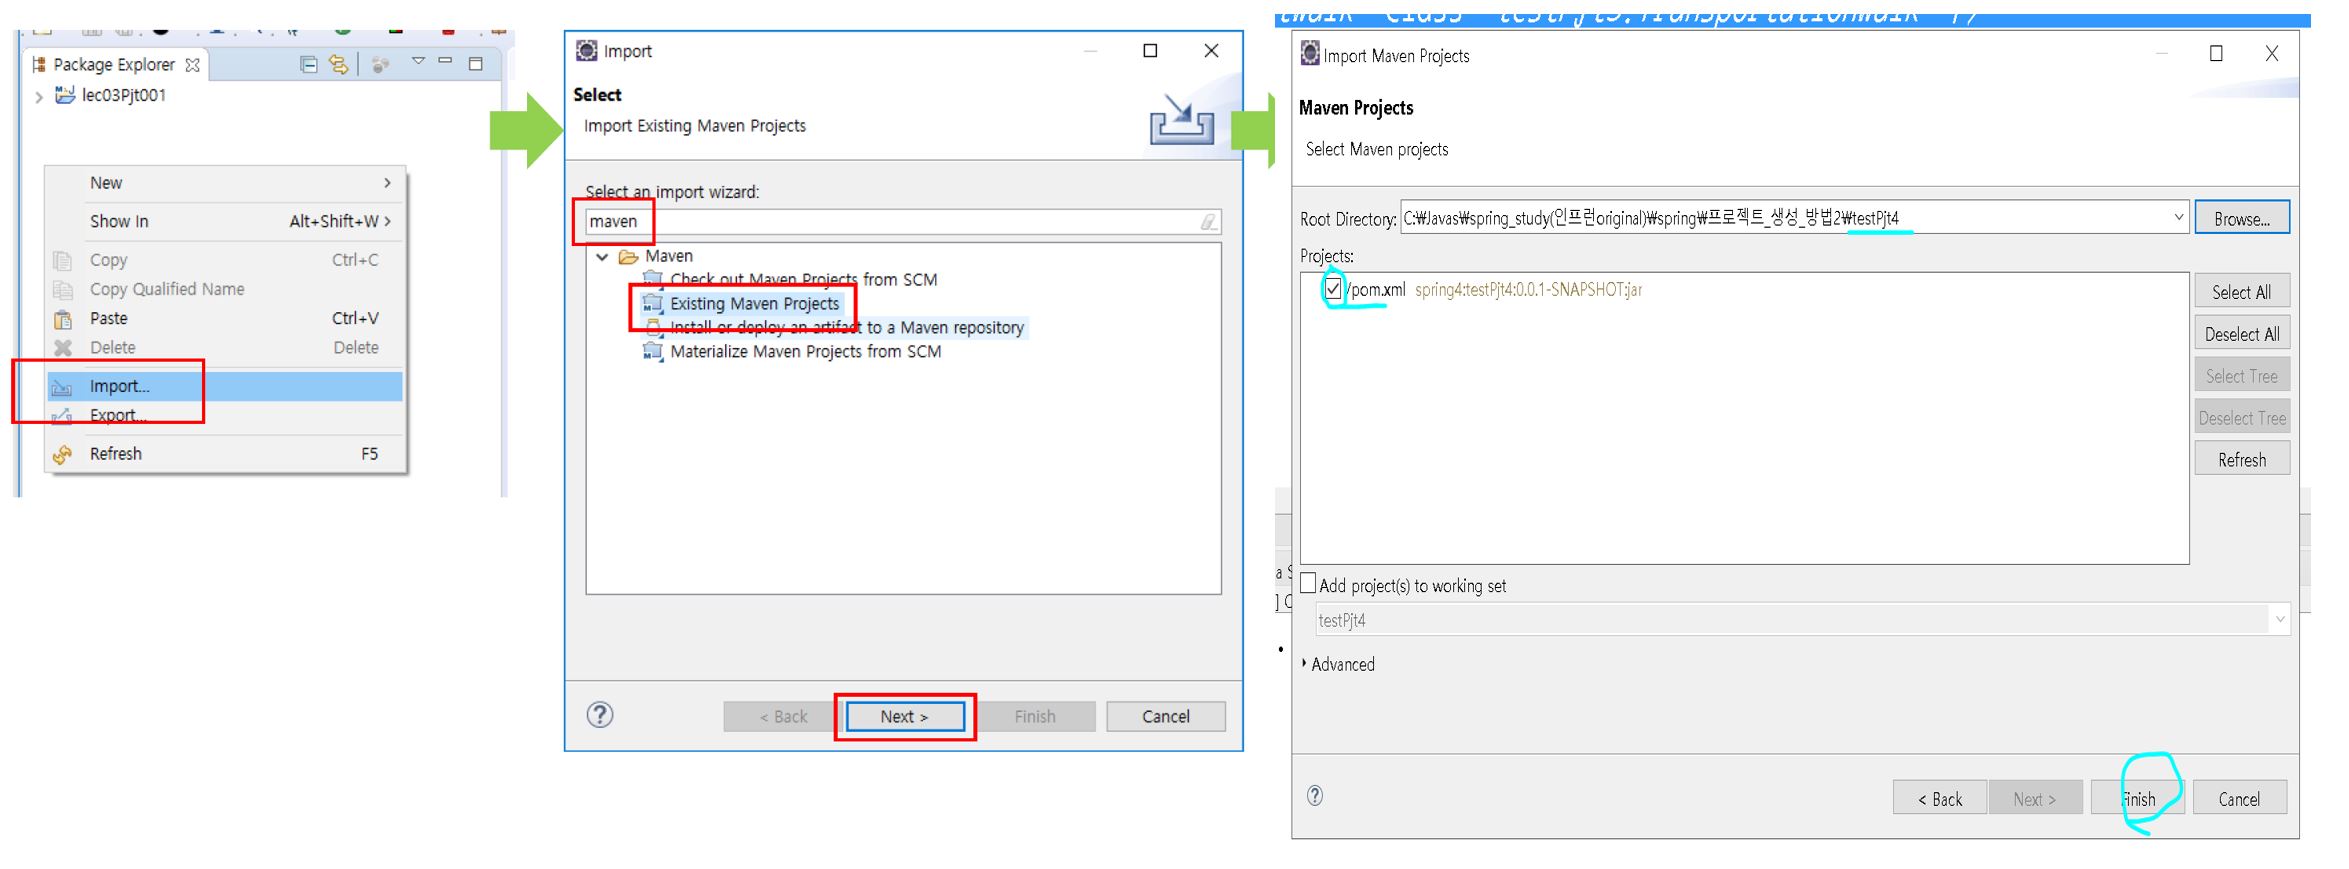 Package Explorer
lec03Pjt001
New
Show In Alt+Shift+W >
Copy Ctrl+C
Copy Qualified Name
Paste Ctrl+V
Delete Delete
Import...
Export...
Refresh F5
Import
Select
Import Existing Maven Projects
Select an import wizard:
maven
Maven
Check out Maven Projects from SCM
Existing Maven Projects
Install or deploy an artifact to a Maven repository
Materialize Maven Projects from SCM
< Back Next > Finish Cancel
Import Maven Projects
Maven Projects
Select Maven projects
Root Directory: C:₩Javas₩spring_study(인프런original)₩spring₩프로젝트_생성_방법2₩testPjt4 Browse...
Projects:
/pom.xml spring4:testPjt4:0.0.1-SNAPSHOT:jar
Select All
Deselect All
Select Tree
Deselect Tree
Refresh
Add project(s) to working set
testPjt4
Advanced
< Back Next > Finish Cancel